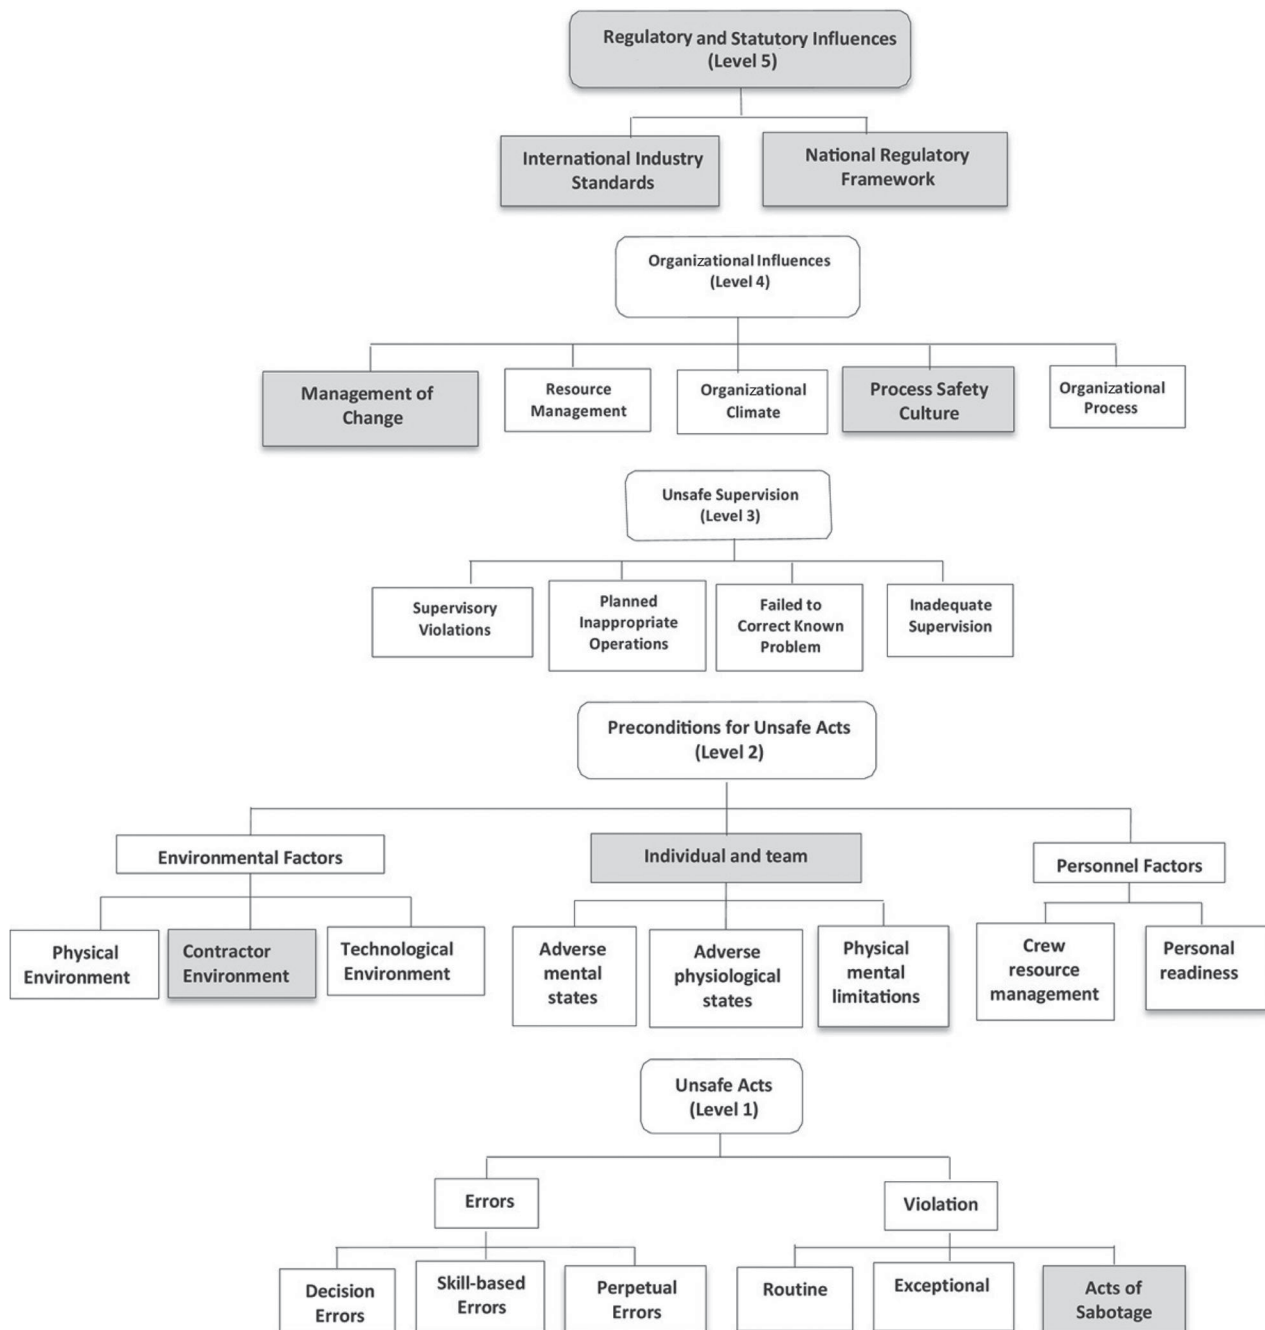 Regulatory and Statutory Influences
(Level 5)
International Industry
Standards
National Regulatory
Framework
Organizational Influences
(Level 4)
Management of
Change
Resource
Management
Organizational
Climate
Process Safety
Culture
Organizational
Process
Unsafe Supervision
(Level 3)
Supervisory
Violations
Planned
Inappropriate
Operations
Failed to
Correct Known
Problem
Inadequate
Supervision
Preconditions for Unsafe Acts
(Level 2)
Environmental Factors
Individual and team
Personnel Factors
Physical
Environment
Contractor
Environment
Technological
Environment
Adverse
mental
states
Adverse
physiological
states
Physical
mental
limitations
Crew
resource
management
Personal
readiness
Unsafe Acts
(Level 1)
Errors
Violation
Decision
Errors
Skill-based
Errors
Perpetual
Errors
Routine
Exceptional
Acts of
Sabotage